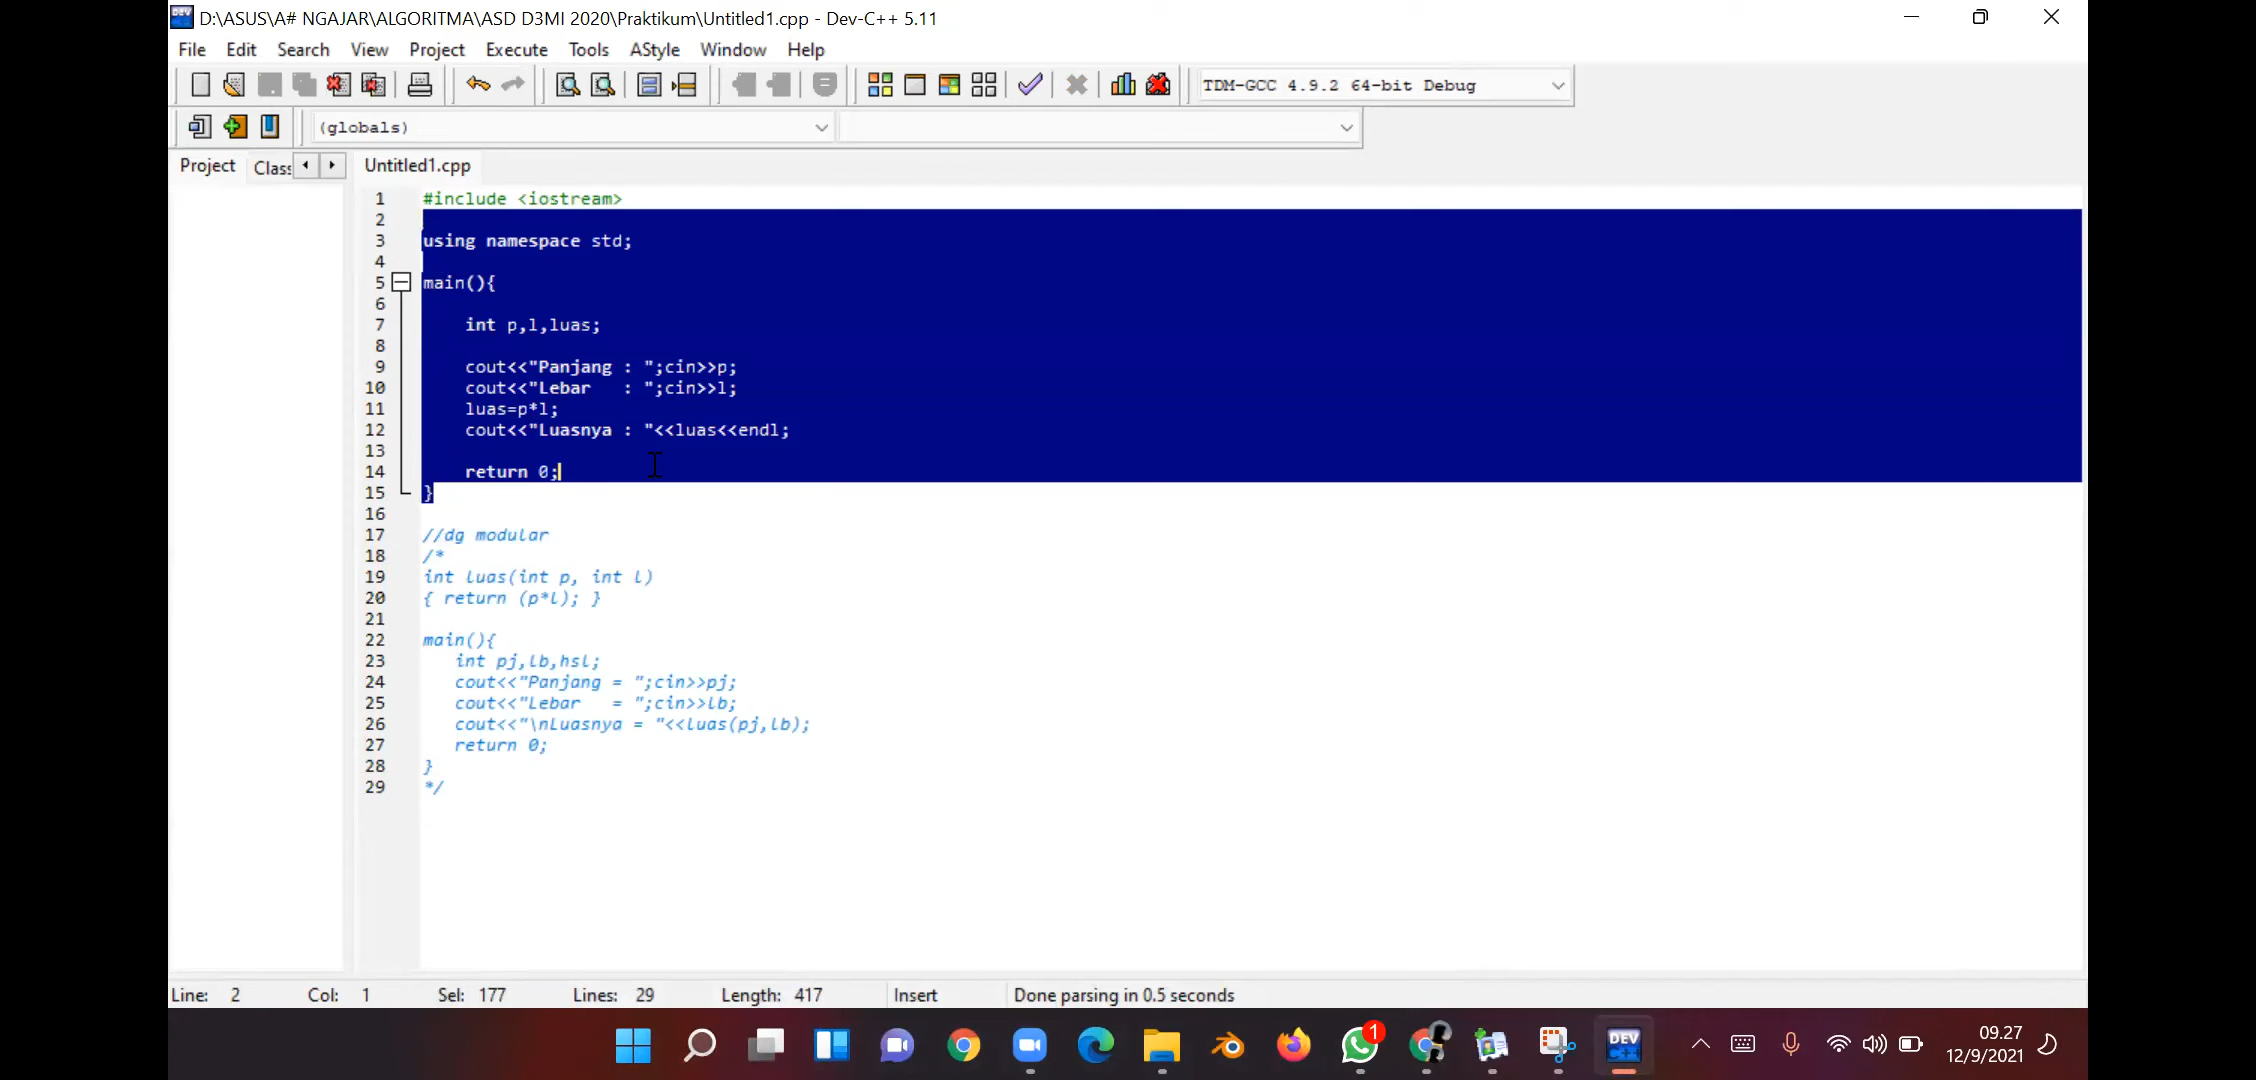 D:\ASUS\A# NGAJAR\ALGORITMA\ASD D3MI 2020\Praktikum\Untitled1.cpp - Dev-C++ 5.11
File Edit Search View Project Execute Tools AStyle Window Help
TDM-GCC 4.9.2 64-bit Debug
(globals)
Project Class Untitled1.cpp
1 #include <iostream>
2
3 using namespace std;
4
5 main(){
6
7 int p,l,luas;
8
9 cout<<"Panjang : ";cin>>p;
10 cout<<"Lebar   : ";cin>>l;
11 luas=p*l;
12 cout<<"Luasnya : "<<luas<<endl;
13
14 return 0;
15 }
16
17 //dg modular
18 /*
19 int luas(int p, int l)
20 { return (p*l); }
21
22 main(){
23 int pj,lb,hsl;
24 cout<<"Panjang = ";cin>>pj;
25 cout<<"Lebar   = ";cin>>lb;
26 cout<<"\nLuasnya = "<<luas(pj,lb);
27 return 0;
28 }
29 */
Line: 2 Col: 1 Sel: 177 Lines: 29 Length: 417 Insert Done parsing in 0.5 seconds
1
DEV
C++
09.27
12/9/2021